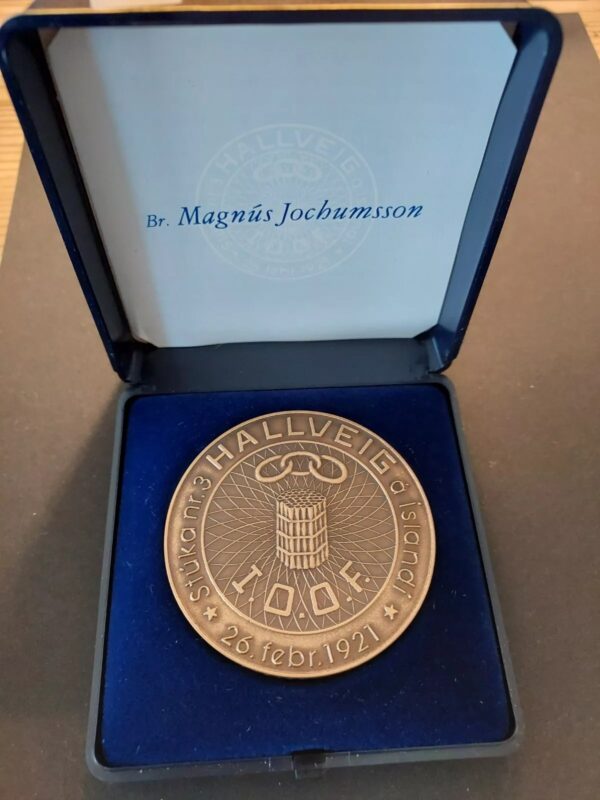 Br. Magnús Jochumsson
Stúka nr. 3 HALLVEIG á Íslandi
I.O.O.F.
★ 26. febr. 1921 ★